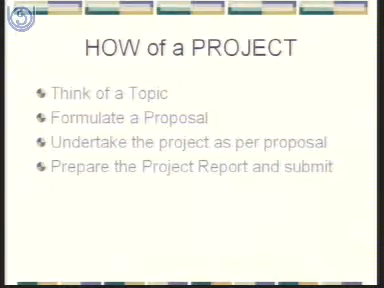 HOW of a PROJECT
Think of a Topic
Formulate a Proposal
Undertake the project as per proposal
Prepare the Project Report and submit